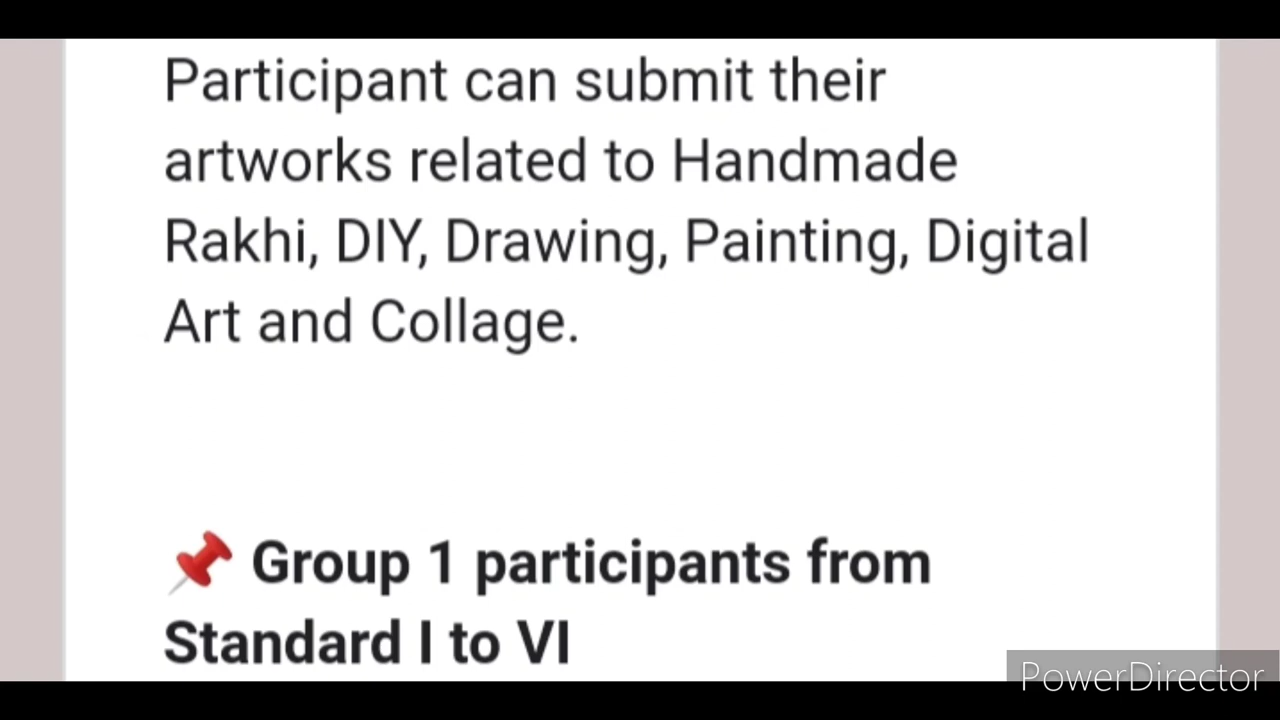 Participant can submit their
artworks related to Handmade
Rakhi, DIY, Drawing, Painting, Digital
Art and Collage.
📌 Group 1 participants from
Standard I to VI
PowerDirector